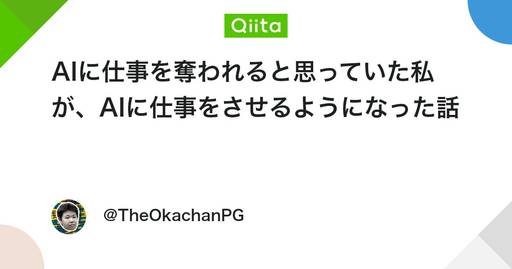 Qiita
AIに仕事を奪われると思っていた私
が、AIに仕事をさせるようになった話
@TheOkachanPG